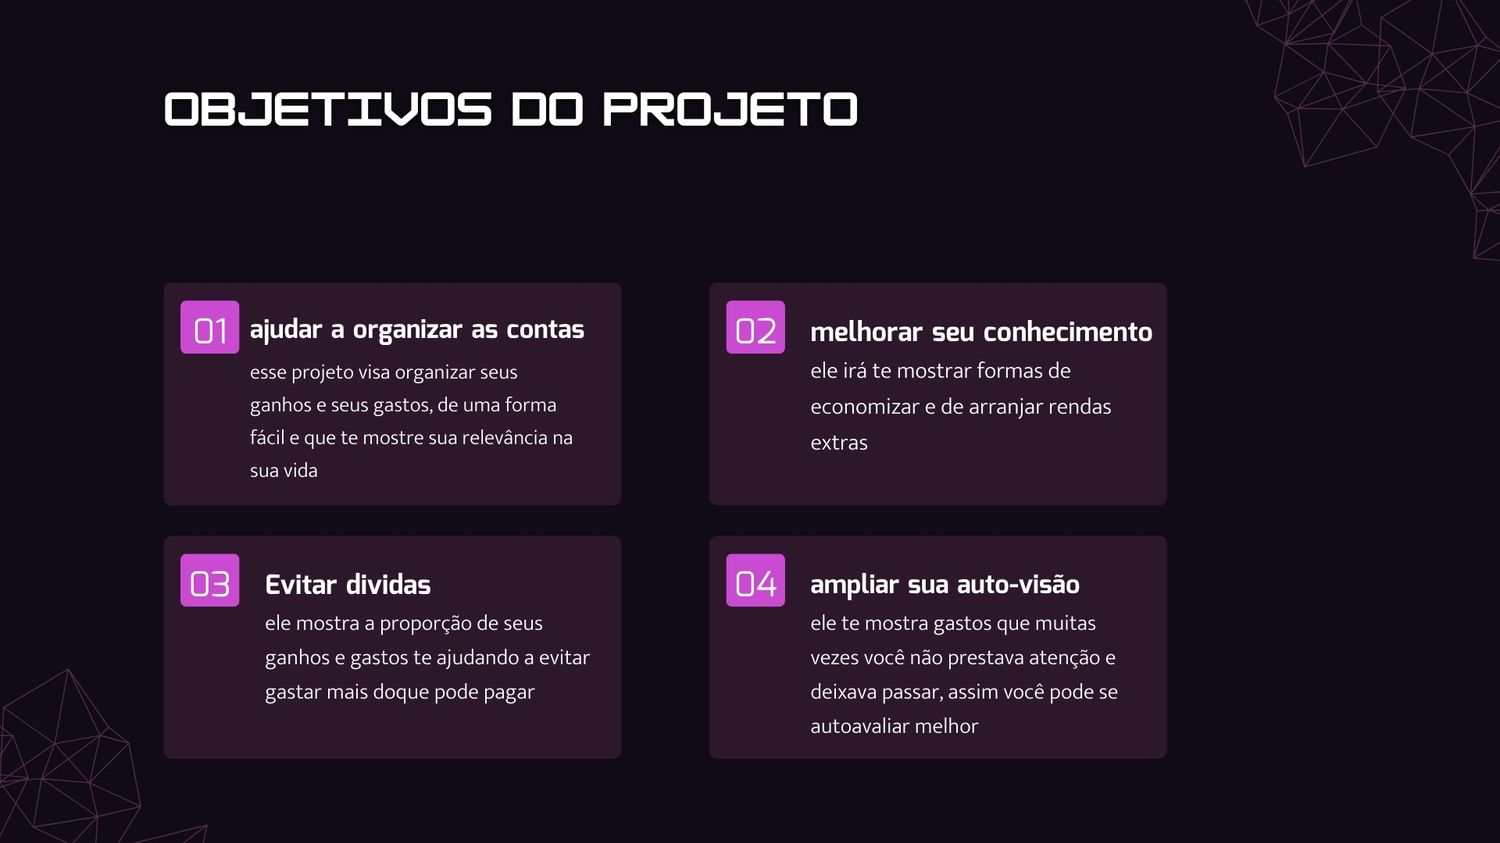 OBJETIVOS DO PROJETO
01
ajudar a organizar as contas
esse projeto visa organizar seus
ganhos e seus gastos, de uma forma
fácil e que te mostre sua relevância na
sua vida
02
melhorar seu conhecimento
ele irá te mostrar formas de
economizar e de arranjar rendas
extras
03
Evitar dividas
ele mostra a proporção de seus
ganhos e gastos te ajudando a evitar
gastar mais doque pode pagar
04
ampliar sua auto-visão
ele te mostra gastos que muitas
vezes você não prestava atenção e
deixava passar, assim você pode se
autoavaliar melhor